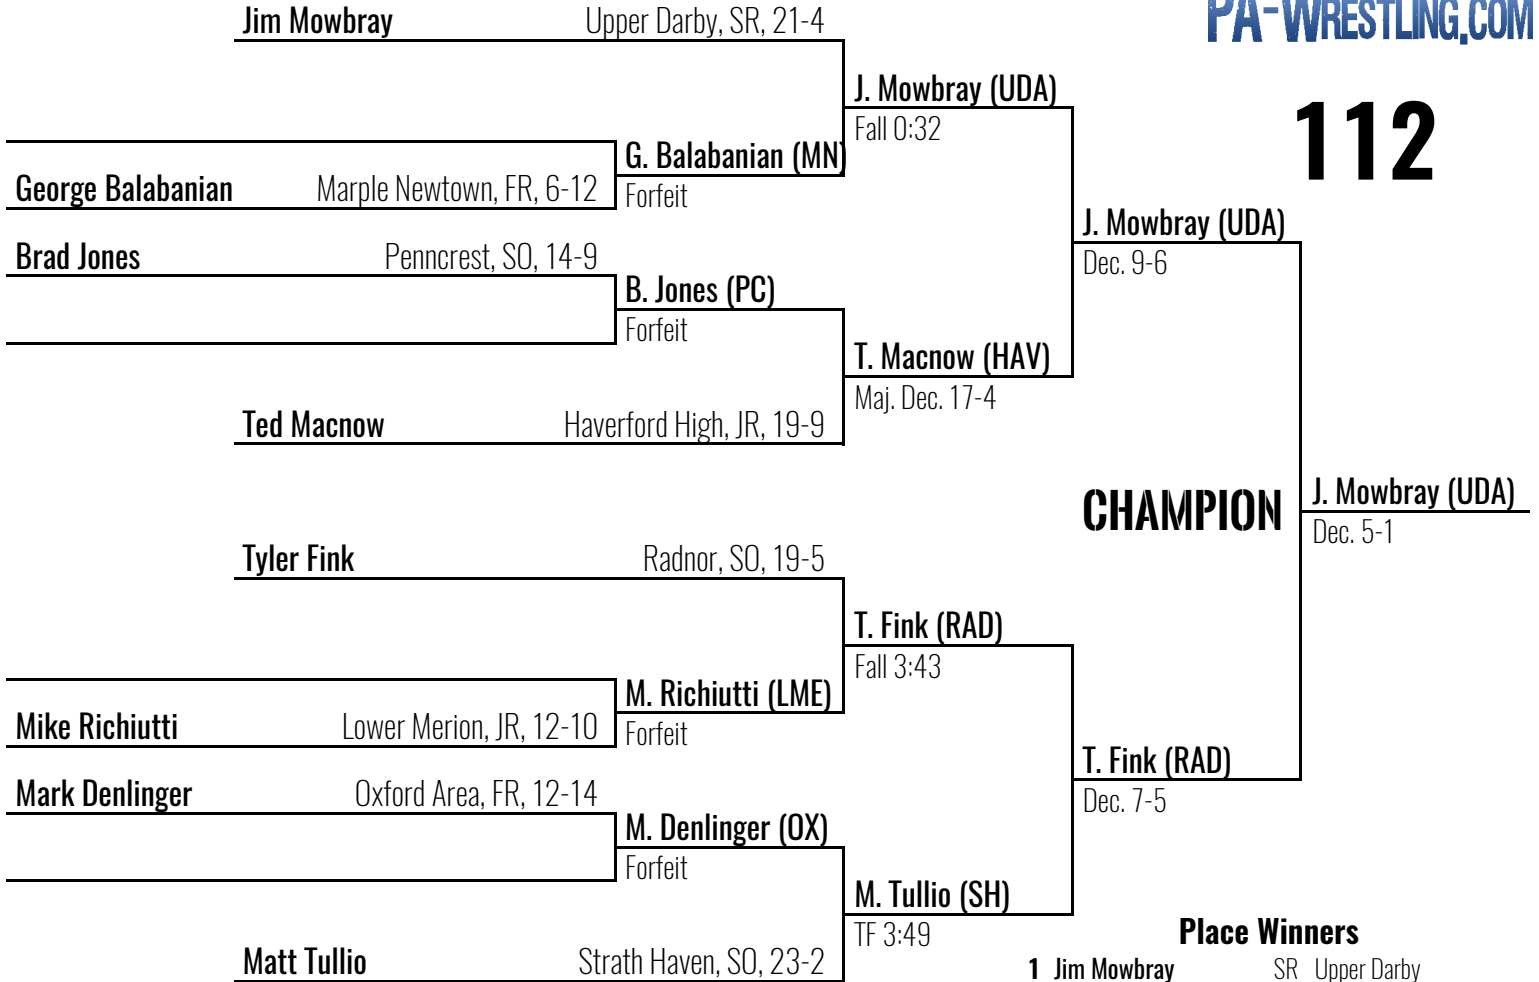 Jim Mowbray Upper Darby, SR, 21-4
PA-WRESTLING.COM
J. Mowbray (UDA)
Fall 0:32
112
G. Balabanian (MN)
George Balabanian Marple Newtown, FR, 6-12
Forfeit
J. Mowbray (UDA)
Dec. 9-6
Brad Jones Penncrest, SO, 14-9
B. Jones (PC)
Forfeit
T. Macnow (HAV)
Maj. Dec. 17-4
Ted Macnow Haverford High, JR, 19-9
CHAMPION
J. Mowbray (UDA)
Dec. 5-1
Tyler Fink Radnor, SO, 19-5
T. Fink (RAD)
Fall 3:43
M. Richiutti (LME)
Mike Richiutti Lower Merion, JR, 12-10
Forfeit
T. Fink (RAD)
Dec. 7-5
Mark Denlinger Oxford Area, FR, 12-14
M. Denlinger (OX)
Forfeit
M. Tullio (SH)
TF 3:49
Matt Tullio Strath Haven, SO, 23-2
Place Winners
1 Jim Mowbray SR Upper Darby